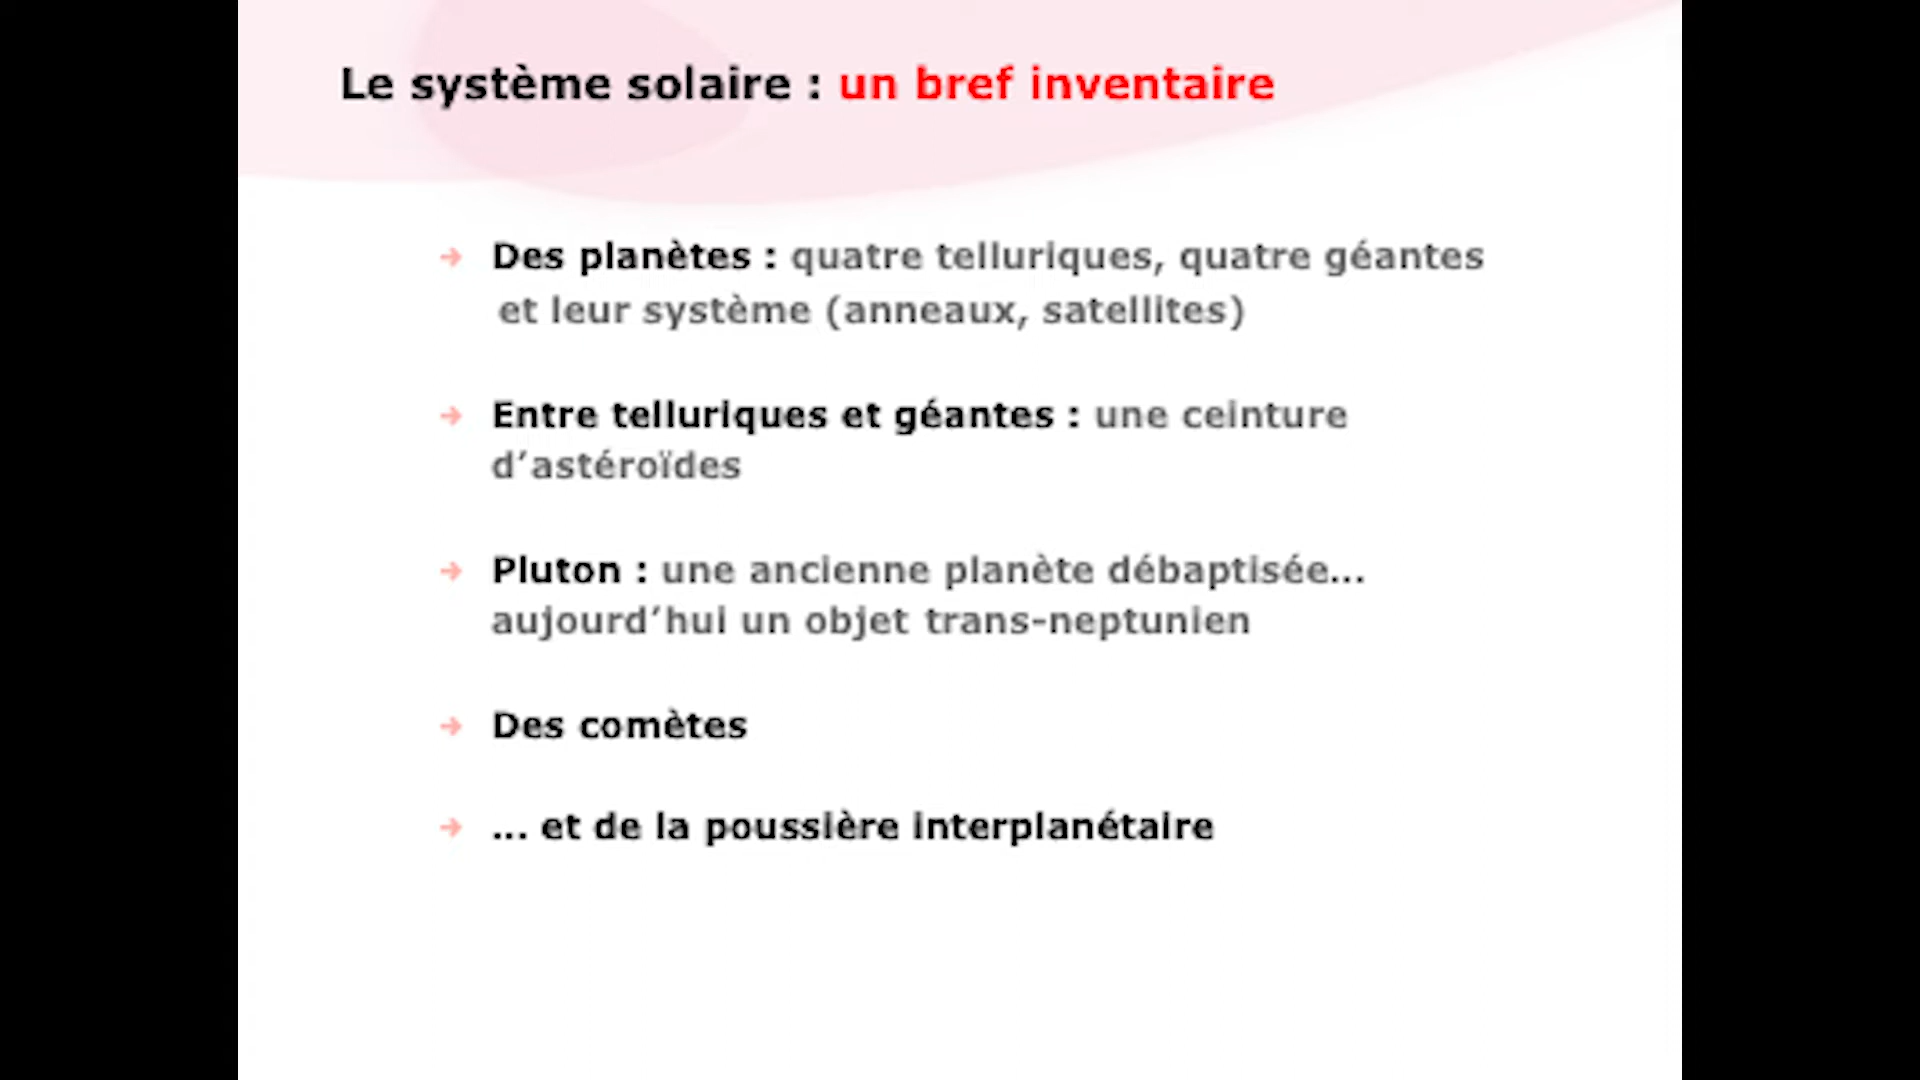 Le système solaire : un bref inventaire
Des planètes : quatre telluriques, quatre géantes
et leur système (anneaux, satellites)
Entre telluriques et géantes : une ceinture
d’astéroïdes
Pluton : une ancienne planète débaptisée...
aujourd’hui un objet trans-neptunien
Des comètes
... et de la poussière interplanétaire